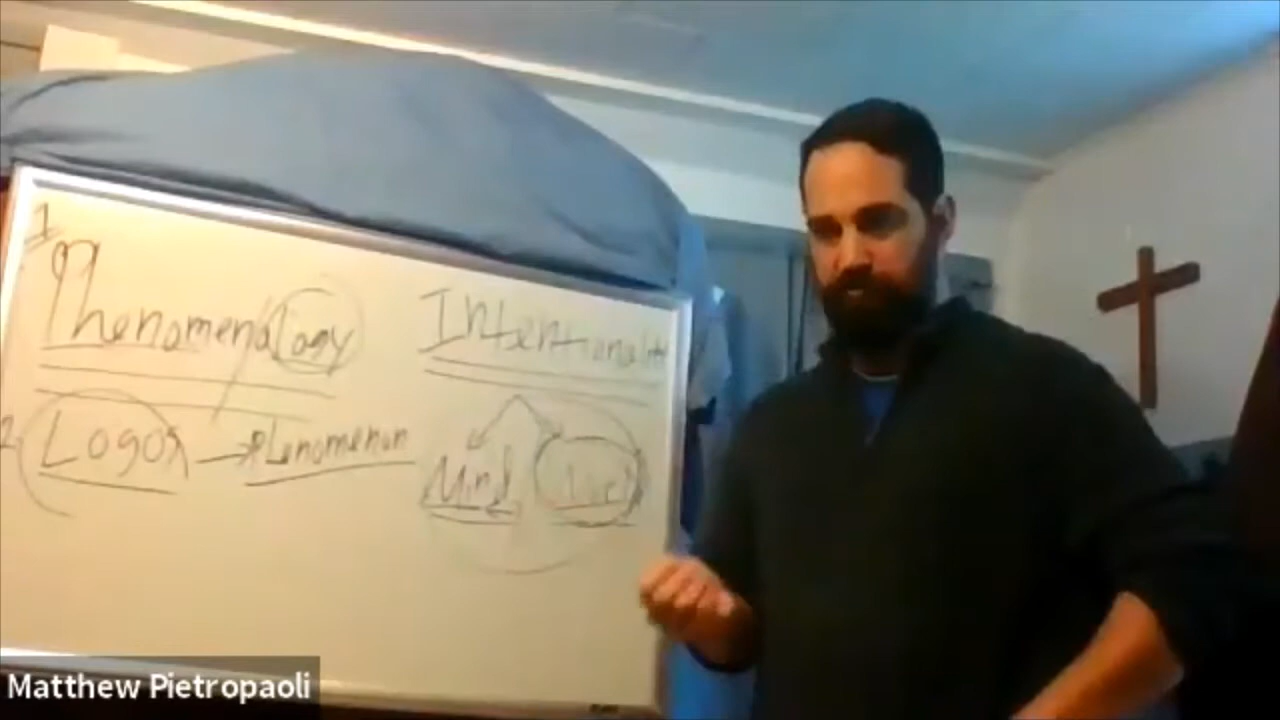 1
Phenomenology
Intentionality
2 Logos → Phenomenon
Mind
Matthew Pietropaoli